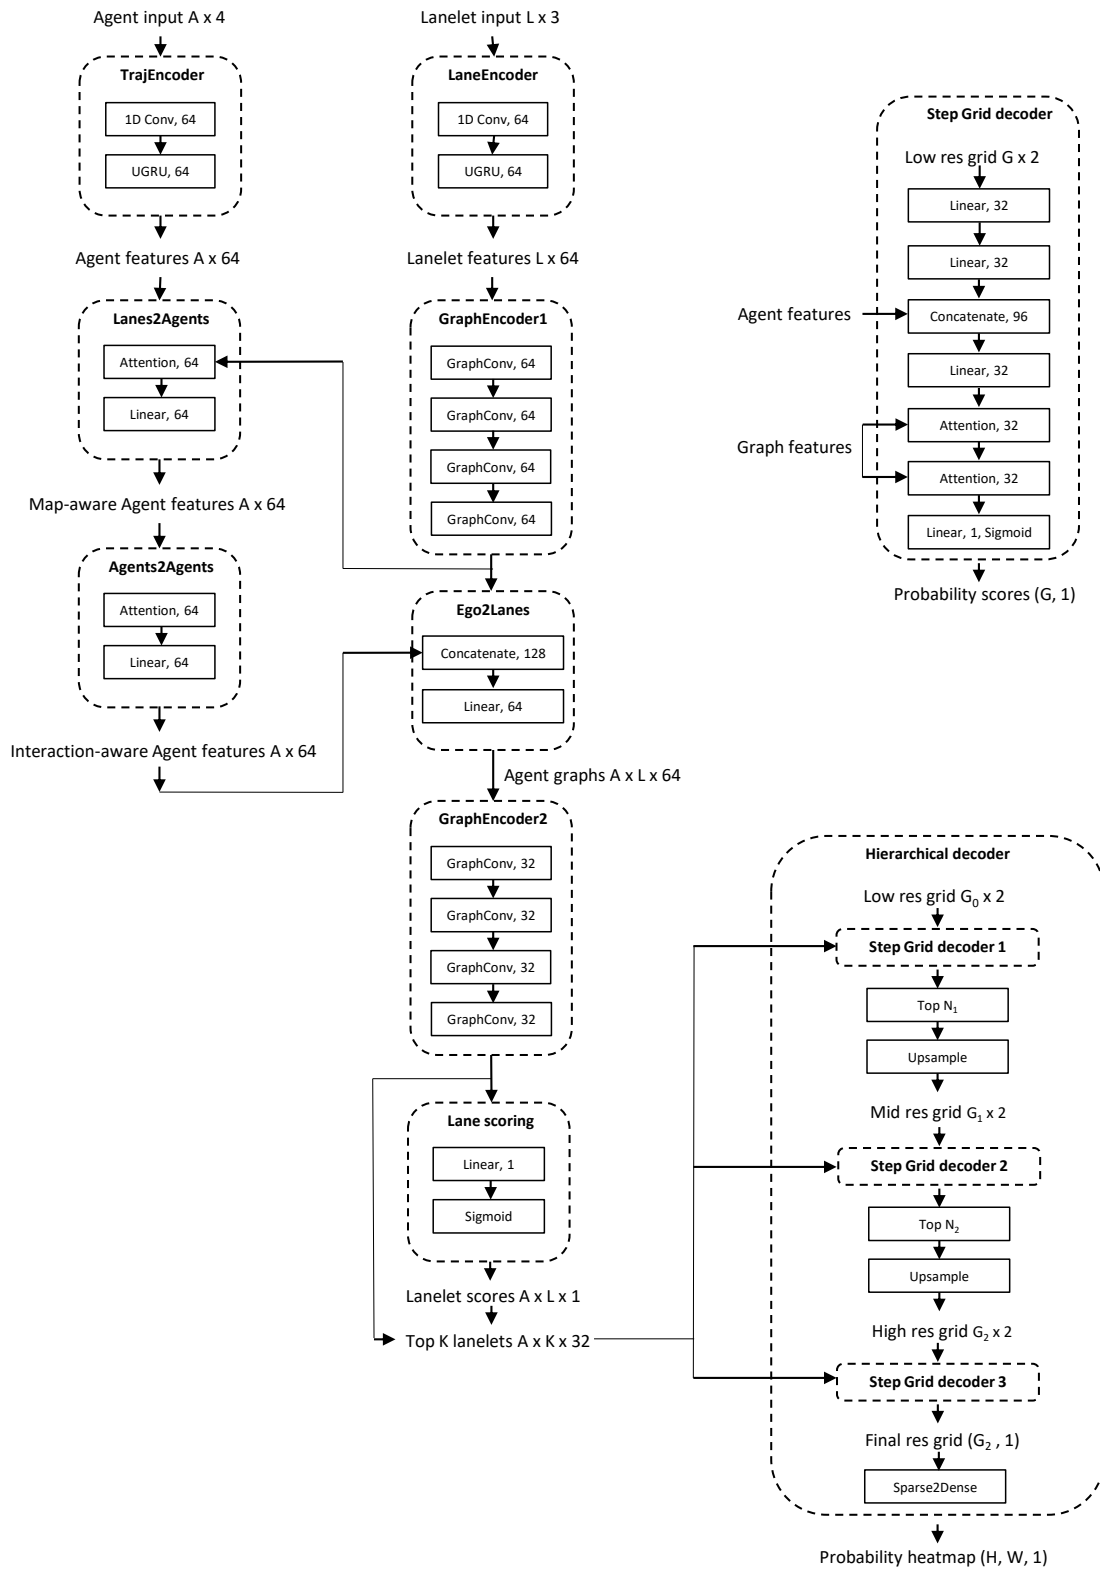 Agent input A x 4
TrajEncoder
1D Conv, 64
UGRU, 64
Agent features A x 64
Lanes2Agents
Attention, 64
Linear, 64
Map-aware Agent features A x 64
Agents2Agents
Attention, 64
Linear, 64
Interaction-aware Agent features A x 64
Lanelet input L x 3
LaneEncoder
1D Conv, 64
UGRU, 64
Lanelet features L x 64
GraphEncoder1
GraphConv, 64
GraphConv, 64
GraphConv, 64
GraphConv, 64
Ego2Lanes
Concatenate, 128
Linear, 64
Agent graphs A x L x 64
GraphEncoder2
GraphConv, 32
GraphConv, 32
GraphConv, 32
GraphConv, 32
Lane scoring
Linear, 1
Sigmoid
Lanelet scores A x L x 1
Top K lanelets A x K x 32
Step Grid decoder
Low res grid G x 2
Linear, 32
Linear, 32
Agent features
Concatenate, 96
Linear, 32
Attention, 32
Graph features
Attention, 32
Linear, 1, Sigmoid
Probability scores (G, 1)
Hierarchical decoder
Low res grid G₀ x 2
Step Grid decoder 1
Top N₁
Upsample
Mid res grid G₁ x 2
Step Grid decoder 2
Top N₂
Upsample
High res grid G₂ x 2
Step Grid decoder 3
Final res grid (G₂ , 1)
Sparse2Dense
Probability heatmap (H, W, 1)